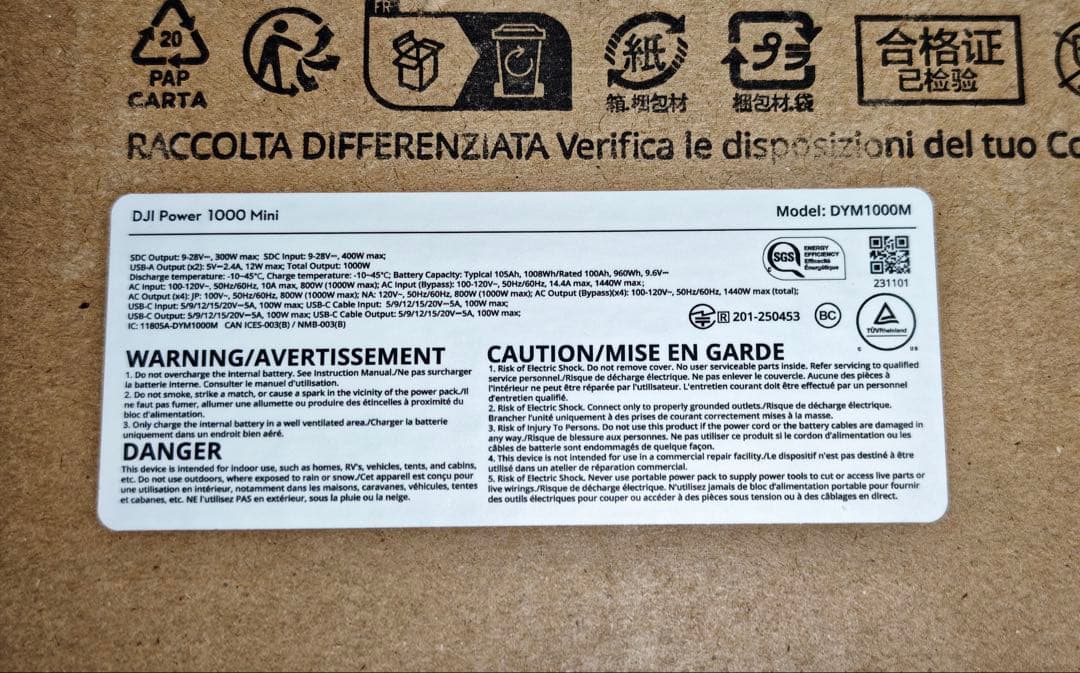 FR
20
PAP
CARTA
紙
箱.梱包材
プラ
梱包材.袋
合格证
已检验
RACCOLTA DIFFERENZIATA Verifica le disposizioni del tuo Co
DJI Power 1000 Mini
Model: DYM1000M
SDC Output: 9-28V⎓, 300W max; SDC Input: 9-28V⎓, 400W max;
USB-A Output (x2): 5V⎓2.4A, 12W max; Total Output: 1000W
Discharge temperature: -10~45°C, Charge temperature: -10~45°C; Battery Capacity: Typical 105Ah, 1008Wh/Rated 100Ah, 960Wh, 9.6V⎓
AC Input: 100-120V~, 50Hz/60Hz, 10A max, 800W (1000W max); AC Input (Bypass): 100-120V~, 50Hz/60Hz, 14.4A max, 1440W max;
AC Output (x4): JP: 100V~, 50Hz/60Hz, 800W (1000W max); NA: 120V~, 50Hz/60Hz, 800W (1000W max); AC Output (Bypass)(x4): 100-120V~, 50Hz/60Hz, 1440W max (total);
USB-C Input: 5/9/12/15/20V⎓5A, 100W max; USB-C Cable Input: 5/9/12/15/20V⎓5A, 100W max;
USB-C Output: 5/9/12/15/20V⎓5A, 100W max; USB-C Cable Output: 5/9/12/15/20V⎓5A, 100W max;
IC: 11805A-DYM1000M CAN ICES-003(B) / NMB-003(B)
SGS
ENERGY
EFFICIENCY
Efficacité
Énergétique
231101
R 201-250453
BC
TÜVRheinland
C US
WARNING/AVERTISSEMENT
1. Do not overcharge the internal battery. See Instruction Manual./Ne pas surcharger
la batterie interne. Consulter le manuel d'utilisation.
2. Do not smoke, strike a match, or cause a spark in the vicinity of the power pack./Il
ne faut pas fumer, allumer une allumette ou produire des étincelles à proximité du
bloc d'alimentation.
3. Only charge the internal battery in a well ventilated area./Charger la batterie
uniquement dans un endroit bien aéré.
DANGER
This device is intended for indoor use, such as homes, RV's, vehicles, tents, and cabins,
etc. Do not use outdoors, where exposed to rain or snow./Cet appareil est conçu pour
une utilisation en intérieur, notamment dans les maisons, caravanes, véhicules, tentes
et cabanes, etc. NE l'utilisez PAS en extérieur, sous la pluie ou la neige.
CAUTION/MISE EN GARDE
1. Risk of Electric Shock. Do not remove cover. No user serviceable parts inside. Refer servicing to qualified
service personnel./Risque de décharge électrique. Ne pas enlever le couvercle. Aucune des pièces à
l'intérieur ne peut être réparée par l'utilisateur. L'entretien courant doit être effectué par un personnel
d'entretien qualifié.
2. Risk of Electric Shock. Connect only to properly grounded outlets./Risque de décharge électrique.
Brancher l'unité uniquement à des prises de courant correctement mises à la masse.
3. Risk of Injury To Persons. Do not use this product if the power cord or the battery cables are damaged in
any way./Risque de blessure aux personnes. Ne pas utiliser ce produit si le cordon d'alimentation ou les
câbles de batterie sont endommagés de quelque façon.
4. This device is not intended for use in a commercial repair facility./Le dispositif n'est pas destiné à être
utilisé dans un atelier de réparation commercial.
5. Risk of Electric Shock. Never use portable power pack to supply power tools to cut or access live parts or
live wirings./Risque de décharge électrique. N'utilisez jamais de bloc d'alimentation portable pour fournir
des outils électriques pour couper ou accéder à des pièces sous tension ou à des câblages en direct.